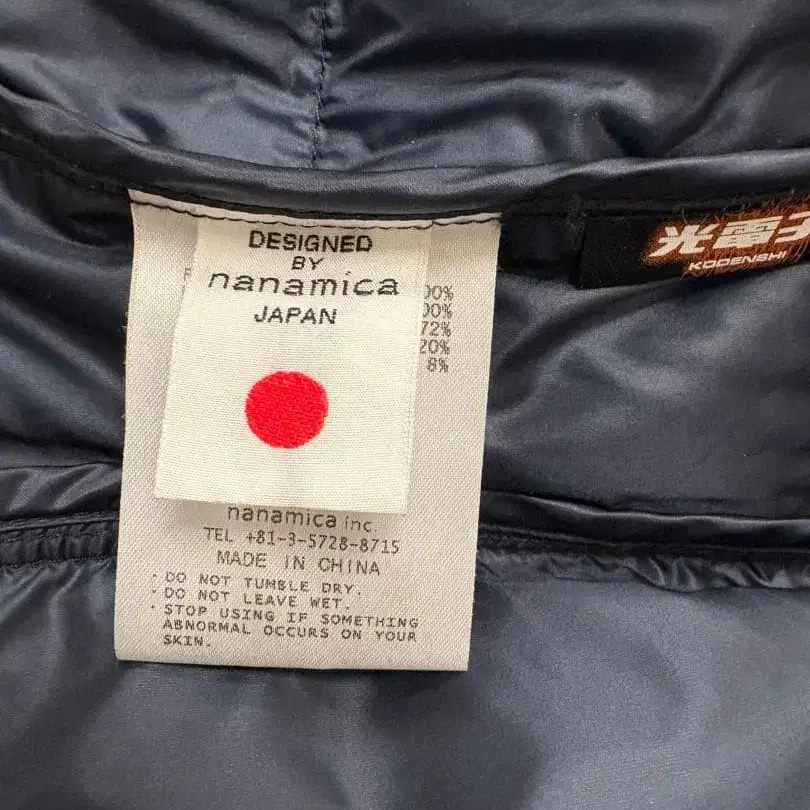 DESIGNED
BY
nanamica
JAPAN
00%
00%
72%
20%
8%
光電子
KODENSHI
nanamica inc.
TEL +81-3-5728-8715
MADE IN CHINA
・DO NOT TUMBLE DRY.
・DO NOT LEAVE WET.
・STOP USING IF SOMETHING
ABNORMAL OCCURS ON YOUR
SKIN.